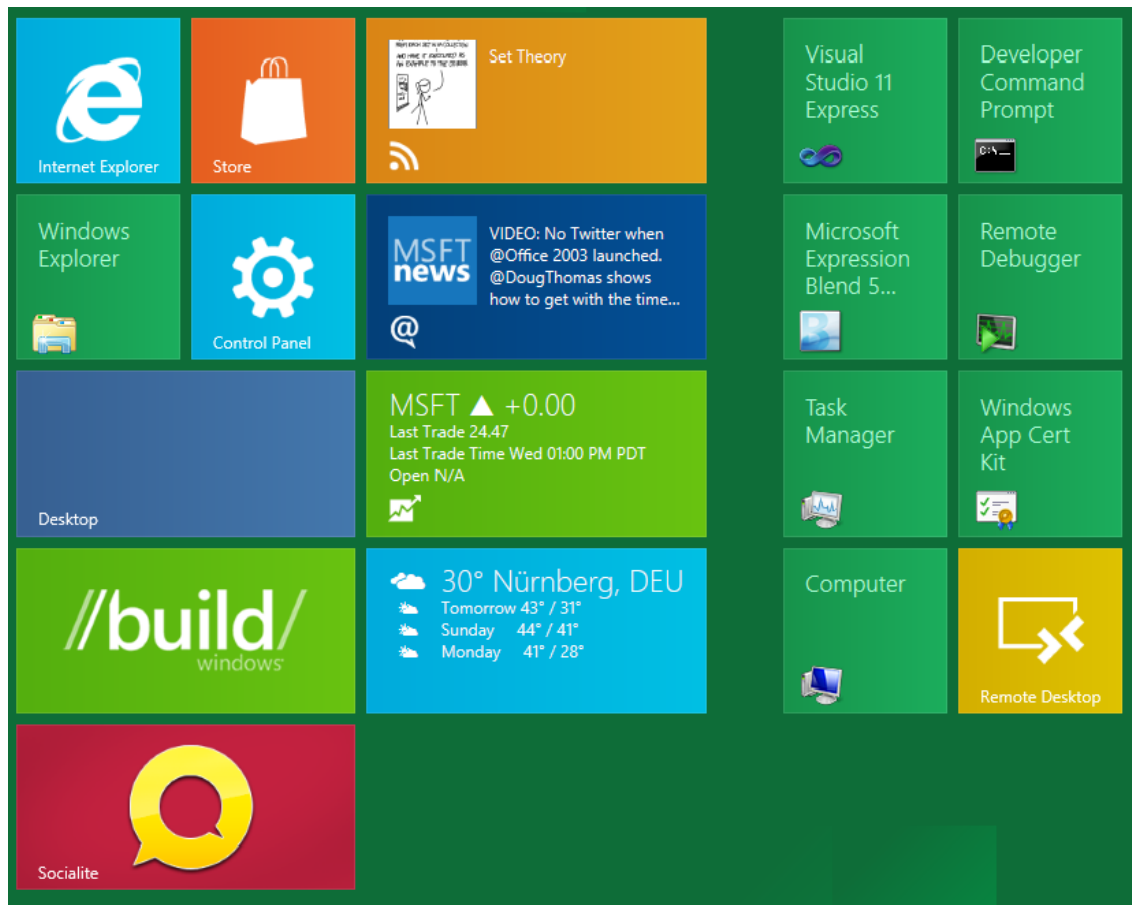 Internet Explorer
Store
Set Theory
Windows
Explorer
Control Panel
MSFT
news
VIDEO: No Twitter when
@Office 2003 launched.
@DougThomas shows
how to get with the time...
@
Desktop
MSFT ▲ +0.00
Last Trade 24.47
Last Trade Time Wed 01:00 PM PDT
Open N/A
//build/
windows
30° Nürnberg, DEU
Tomorrow 43° / 31°
Sunday 44° / 41°
Monday 41° / 28°
Socialite
Visual
Studio 11
Express
Developer
Command
Prompt
C:\_
Microsoft
Expression
Blend 5...
Remote
Debugger
Task
Manager
Windows
App Cert
Kit
Computer
Remote Desktop